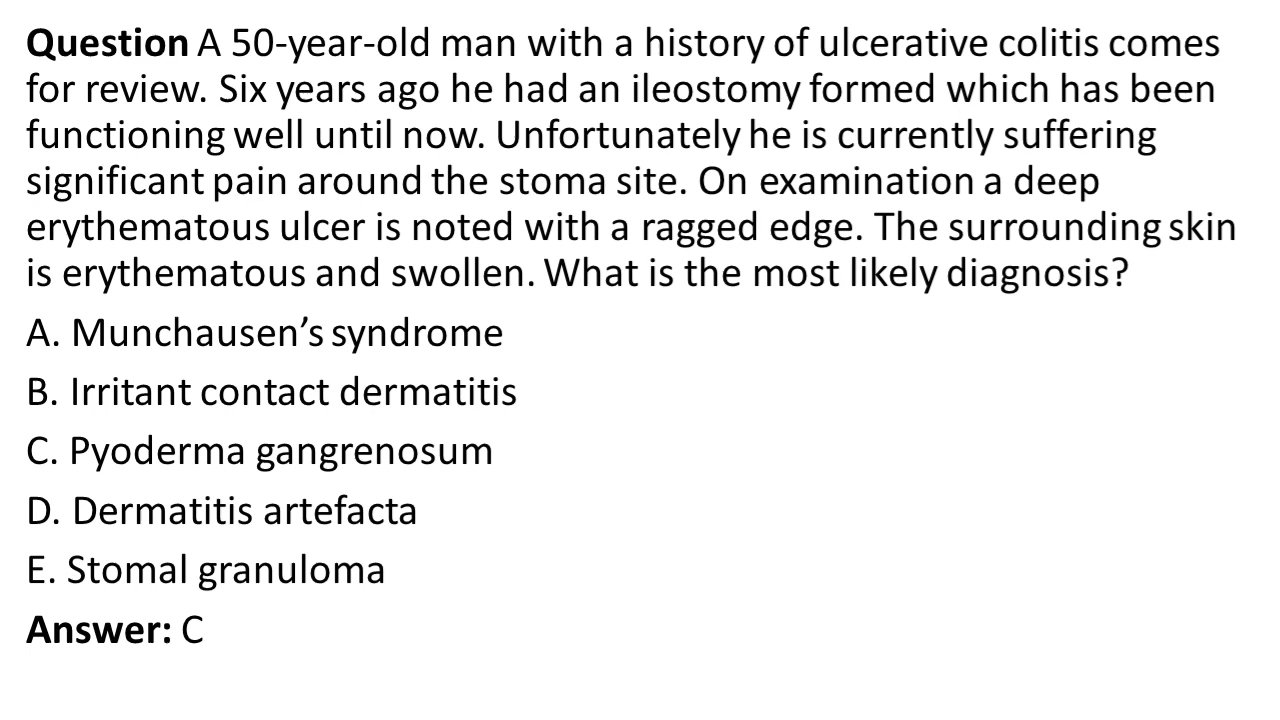 Question A 50-year-old man with a history of ulcerative colitis comes
for review. Six years ago he had an ileostomy formed which has been
functioning well until now. Unfortunately he is currently suffering
significant pain around the stoma site. On examination a deep
erythematous ulcer is noted with a ragged edge. The surrounding skin
is erythematous and swollen. What is the most likely diagnosis?
A. Munchausen’s syndrome
B. Irritant contact dermatitis
C. Pyoderma gangrenosum
D. Dermatitis artefacta
E. Stomal granuloma
Answer: C